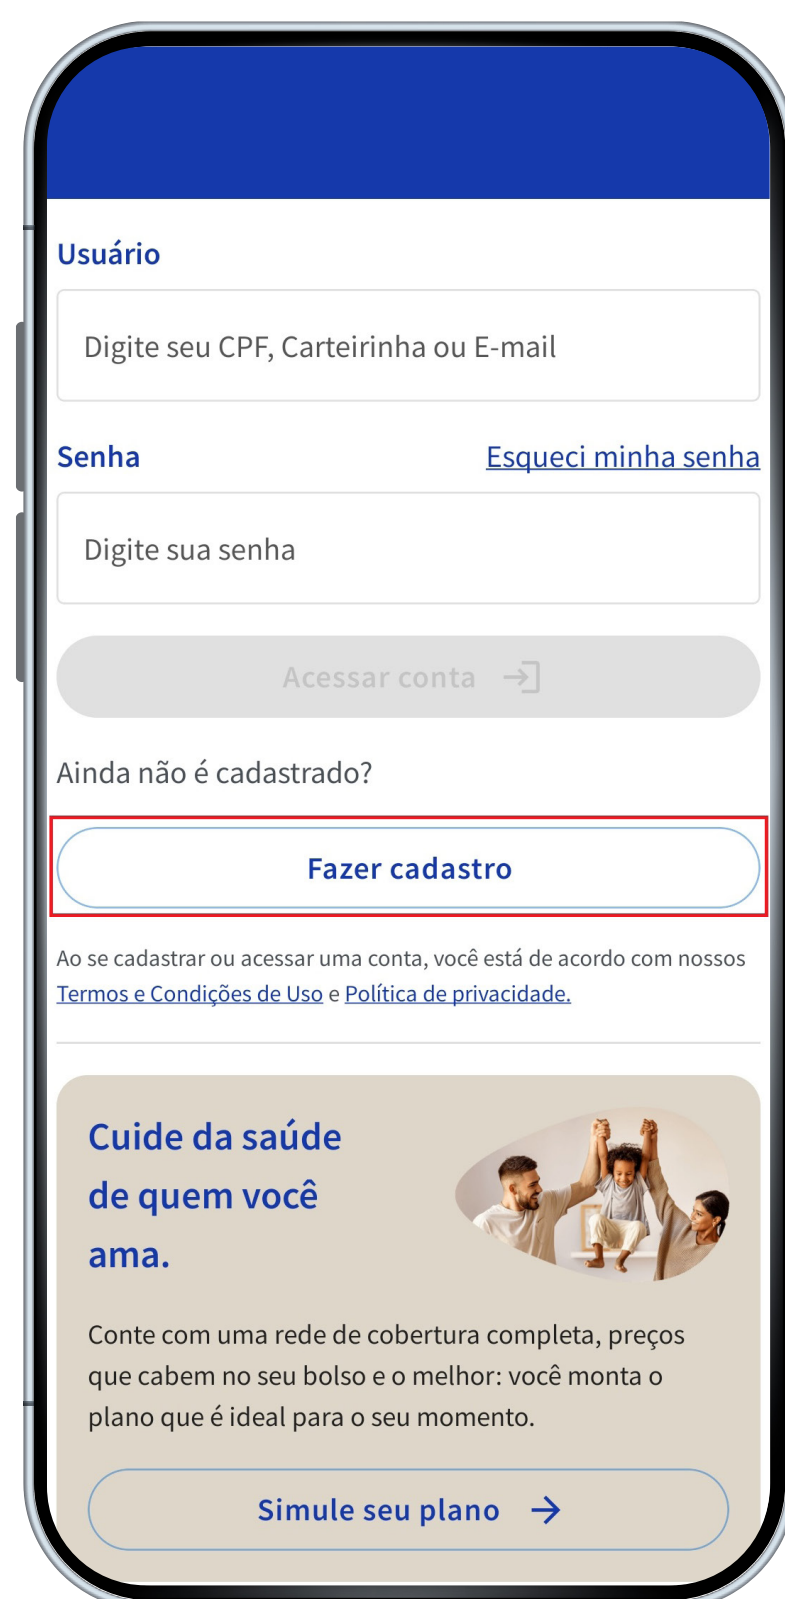 Usuário
Digite seu CPF, Carteirinha ou E-mail
Senha
Esqueci minha senha
Digite sua senha
Acessar conta
Ainda não é cadastrado?
Fazer cadastro
Ao se cadastrar ou acessar uma conta, você está de acordo com nossos
Termos e Condições de Uso e Política de privacidade.
Cuide da saúde
de quem você
ama.
Conte com uma rede de cobertura completa, preços
que cabem no seu bolso e o melhor: você monta o
plano que é ideal para o seu momento.
Simule seu plano